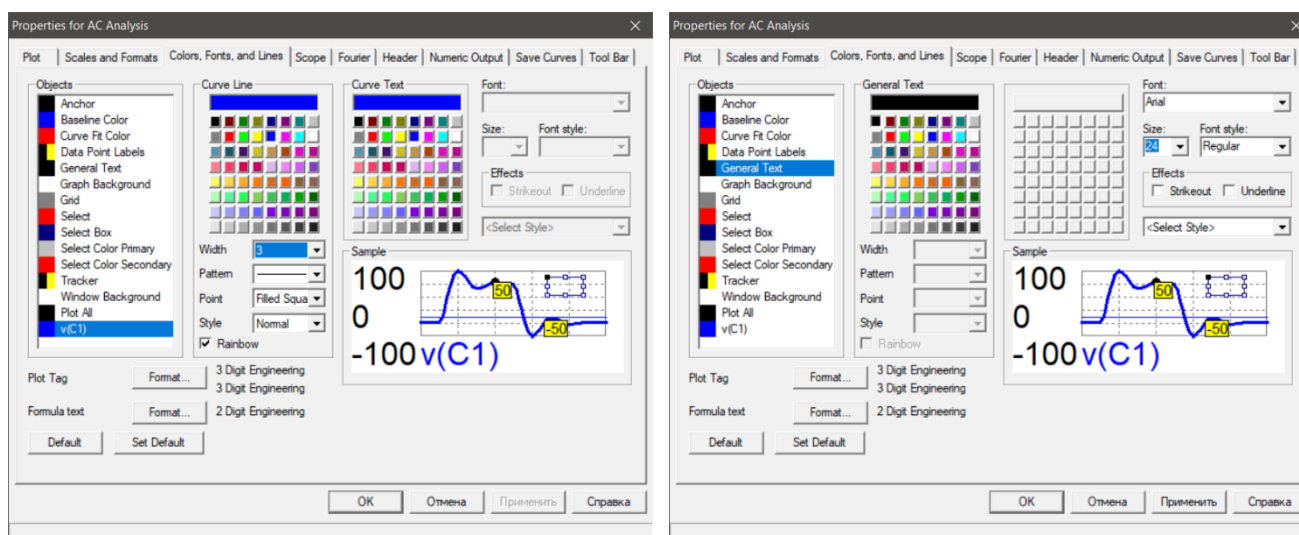 Properties for AC Analysis
Plot Scales and Formats Colors, Fonts, and Lines Scope Fourier Header Numeric Output Save Curves Tool Bar
Objects
Anchor
Baseline Color
Curve Fit Color
Data Point Labels
General Text
Graph Background
Grid
Select
Select Box
Select Color Primary
Select Color Secondary
Tracker
Window Background
Plot All
v(C1)
Curve Line
Width 3
Pattern
Point Filled Squa
Style Normal
Rainbow
Curve Text
Font:
Size: Font style:
Effects
Strikeout Underline
<Select Style>
Sample
100
0
-100 v(C1)
50
-50
Plot Tag Format... 3 Digit Engineering
3 Digit Engineering
Formula text Format... 2 Digit Engineering
Default Set Default
OK Отмена Применить Справка
Properties for AC Analysis
Plot Scales and Formats Colors, Fonts, and Lines Scope Fourier Header Numeric Output Save Curves Tool Bar
Objects
Anchor
Baseline Color
Curve Fit Color
Data Point Labels
General Text
Graph Background
Grid
Select
Select Box
Select Color Primary
Select Color Secondary
Tracker
Window Background
Plot All
v(C1)
General Text
Width
Pattern
Point
Style
Rainbow
Font:
Arial
Size: Font style:
24 Regular
Effects
Strikeout Underline
<Select Style>
Sample
100
0
-100 v(C1)
50
-50
Plot Tag Format... 3 Digit Engineering
3 Digit Engineering
Formula text Format... 2 Digit Engineering
Default Set Default
OK Отмена Применить Справка